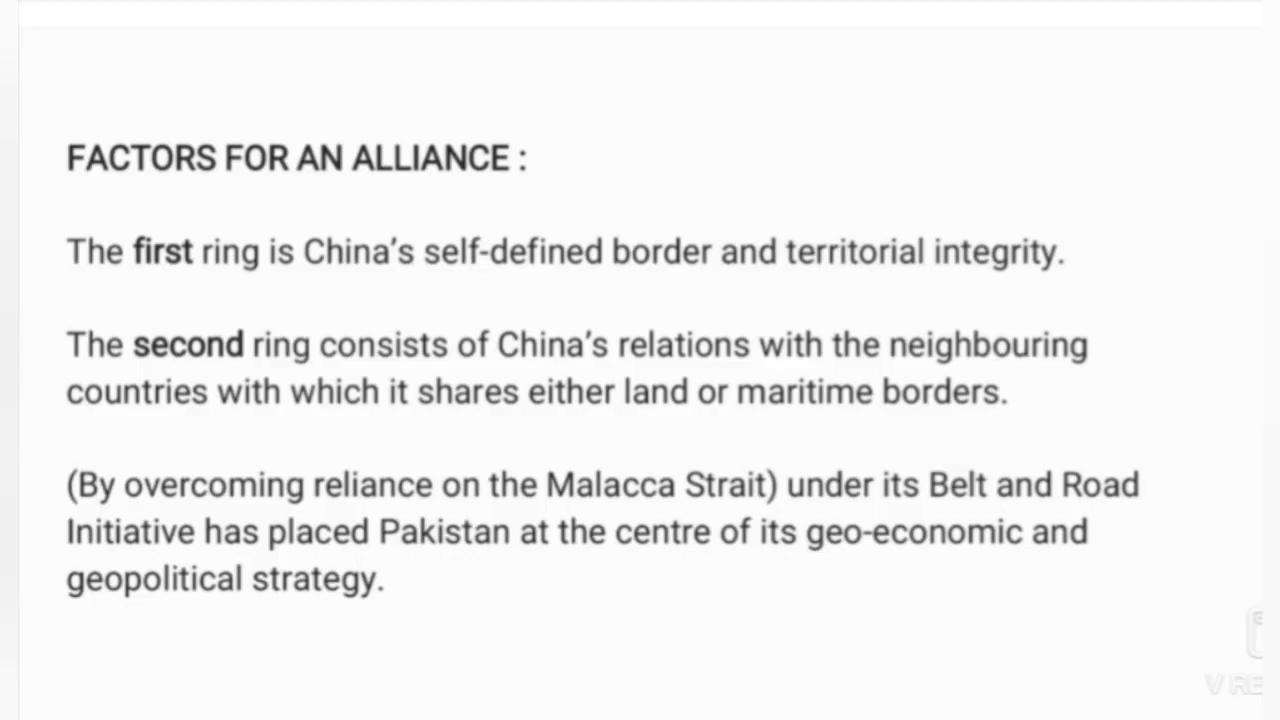 FACTORS FOR AN ALLIANCE :
The first ring is China's self-defined border and territorial integrity.
The second ring consists of China's relations with the neighbouring
countries with which it shares either land or maritime borders.
(By overcoming reliance on the Malacca Strait) under its Belt and Road
Initiative has placed Pakistan at the centre of its geo-economic and
geopolitical strategy.
V RE